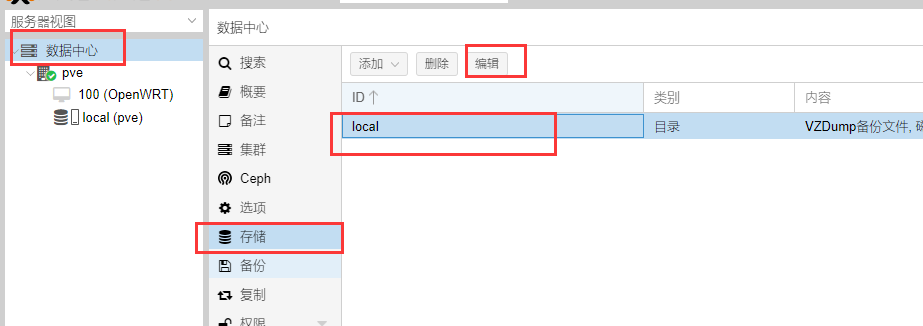 服务器视图
数据中心
pve
100 (OpenWRT)
local (pve)
数据中心
搜索
概要
备注
集群
Ceph
选项
存储
备份
复制
权限
添加 删除 编辑
ID 类别 内容
local 目录 VZDump备份文件,